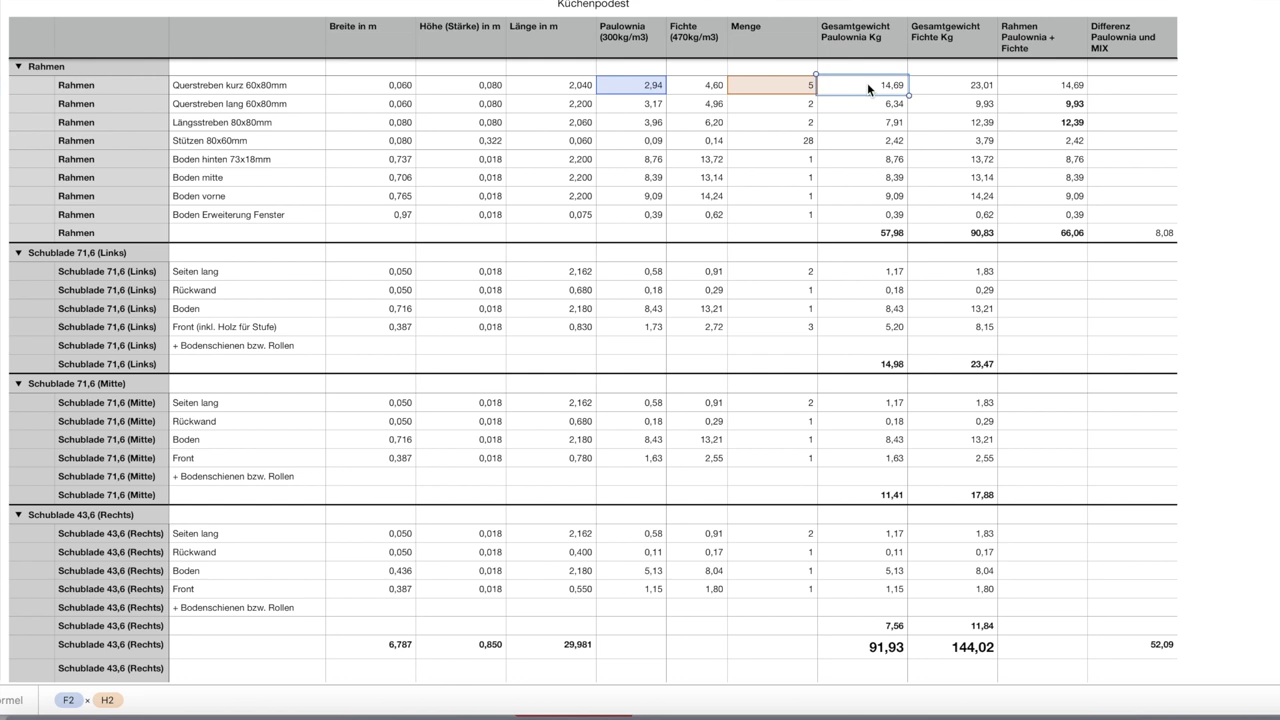 Küchenpodest
Breite in m Höhe (Stärke) in m Länge in m Paulownia (300kg/m3) Fichte (470kg/m3) Menge Gesamtgewicht Paulownia Kg Gesamtgewicht Fichte Kg Rahmen Paulownia + Fichte Differenz Paulownia und MIX
▼ Rahmen
Rahmen Querstreben kurz 60x80mm 0,060 0,080 2,040 2,94 4,60 5 14,69 23,01 14,69
Rahmen Querstreben lang 60x80mm 0,060 0,080 2,200 3,17 4,96 2 6,34 9,93 9,93
Rahmen Längsstreben 80x80mm 0,080 0,080 2,060 3,96 6,20 2 7,91 12,39 12,39
Rahmen Stützen 80x60mm 0,080 0,322 0,060 0,09 0,14 28 2,42 3,79 2,42
Rahmen Boden hinten 73x18mm 0,737 0,018 2,200 8,76 13,72 1 8,76 13,72 8,76
Rahmen Boden mitte 0,706 0,018 2,200 8,39 13,14 1 8,39 13,14 8,39
Rahmen Boden vorne 0,765 0,018 2,200 9,09 14,24 1 9,09 14,24 9,09
Rahmen Boden Erweiterung Fenster 0,97 0,018 0,075 0,39 0,62 1 0,39 0,62 0,39
Rahmen 57,98 90,83 66,06 8,08
▼ Schublade 71,6 (Links)
Schublade 71,6 (Links) Seiten lang 0,050 0,018 2,162 0,58 0,91 2 1,17 1,83
Schublade 71,6 (Links) Rückwand 0,050 0,018 0,680 0,18 0,29 1 0,18 0,29
Schublade 71,6 (Links) Boden 0,716 0,018 2,180 8,43 13,21 1 8,43 13,21
Schublade 71,6 (Links) Front (inkl. Holz für Stufe) 0,387 0,018 0,830 1,73 2,72 3 5,20 8,15
Schublade 71,6 (Links) + Bodenschienen bzw. Rollen
Schublade 71,6 (Links) 14,98 23,47
▼ Schublade 71,6 (Mitte)
Schublade 71,6 (Mitte) Seiten lang 0,050 0,018 2,162 0,58 0,91 2 1,17 1,83
Schublade 71,6 (Mitte) Rückwand 0,050 0,018 0,680 0,18 0,29 1 0,18 0,29
Schublade 71,6 (Mitte) Boden 0,716 0,018 2,180 8,43 13,21 1 8,43 13,21
Schublade 71,6 (Mitte) Front 0,387 0,018 0,780 1,63 2,55 1 1,63 2,55
Schublade 71,6 (Mitte) + Bodenschienen bzw. Rollen
Schublade 71,6 (Mitte) 11,41 17,88
▼ Schublade 43,6 (Rechts)
Schublade 43,6 (Rechts) Seiten lang 0,050 0,018 2,162 0,58 0,91 2 1,17 1,83
Schublade 43,6 (Rechts) Rückwand 0,050 0,018 0,400 0,11 0,17 1 0,11 0,17
Schublade 43,6 (Rechts) Boden 0,436 0,018 2,180 5,13 8,04 1 5,13 8,04
Schublade 43,6 (Rechts) Front 0,387 0,018 0,550 1,15 1,80 1 1,15 1,80
Schublade 43,6 (Rechts) + Bodenschienen bzw. Rollen
Schublade 43,6 (Rechts) 7,56 11,84
Schublade 43,6 (Rechts) 6,787 0,850 29,981 91,93 144,02 52,09
Schublade 43,6 (Rechts)
rmel F2 × H2